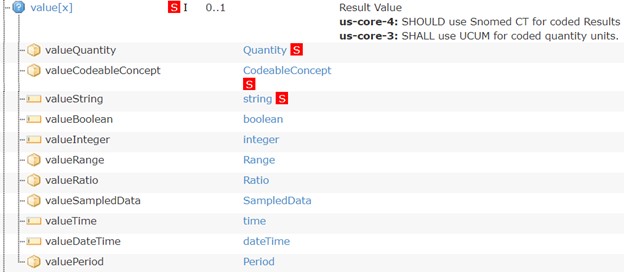 ? value[x] S I 0..1 Result Value
us-core-4: SHOULD use Snomed CT for coded Results
us-core-3: SHALL use UCUM for coded quantity units.
valueQuantity Quantity S
valueCodeableConcept CodeableConcept
S
valueString string S
valueBoolean boolean
valueInteger integer
valueRange Range
valueRatio Ratio
valueSampledData SampledData
valueTime time
valueDateTime dateTime
valuePeriod Period